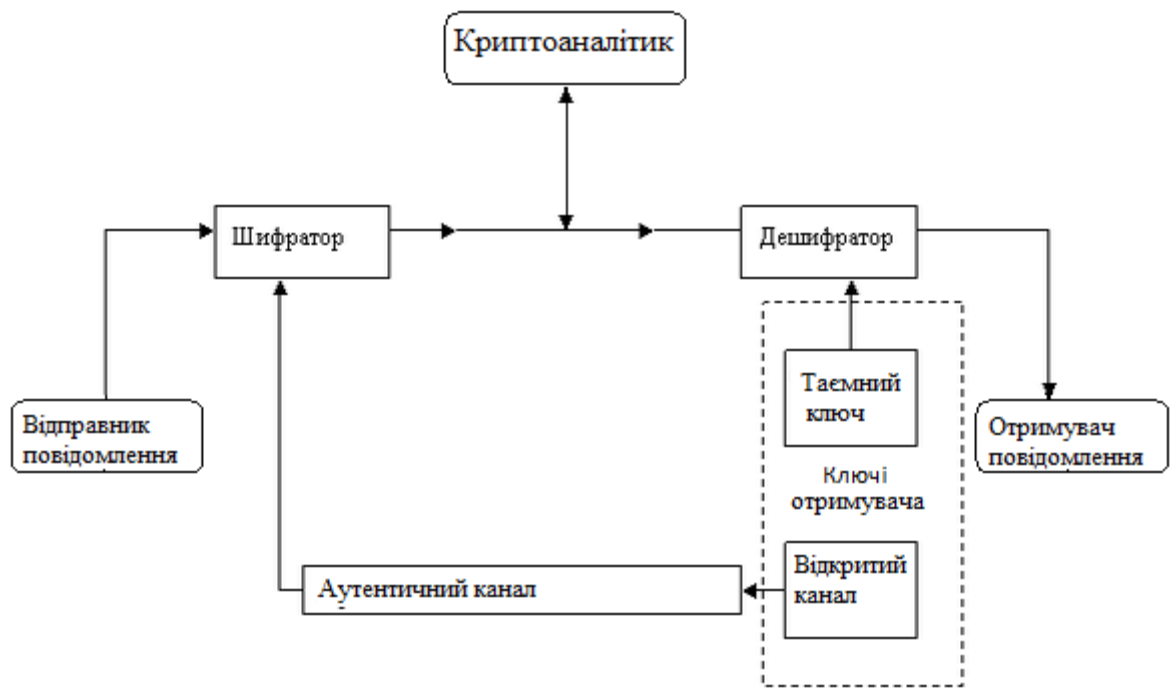 Криптоаналітик
Шифратор
Дешифратор
Таємний
ключ
Відправник
повідомлення
Отримувач
повідомлення
Ключі
отримувача
Відкритий
канал
Аутентичний канал